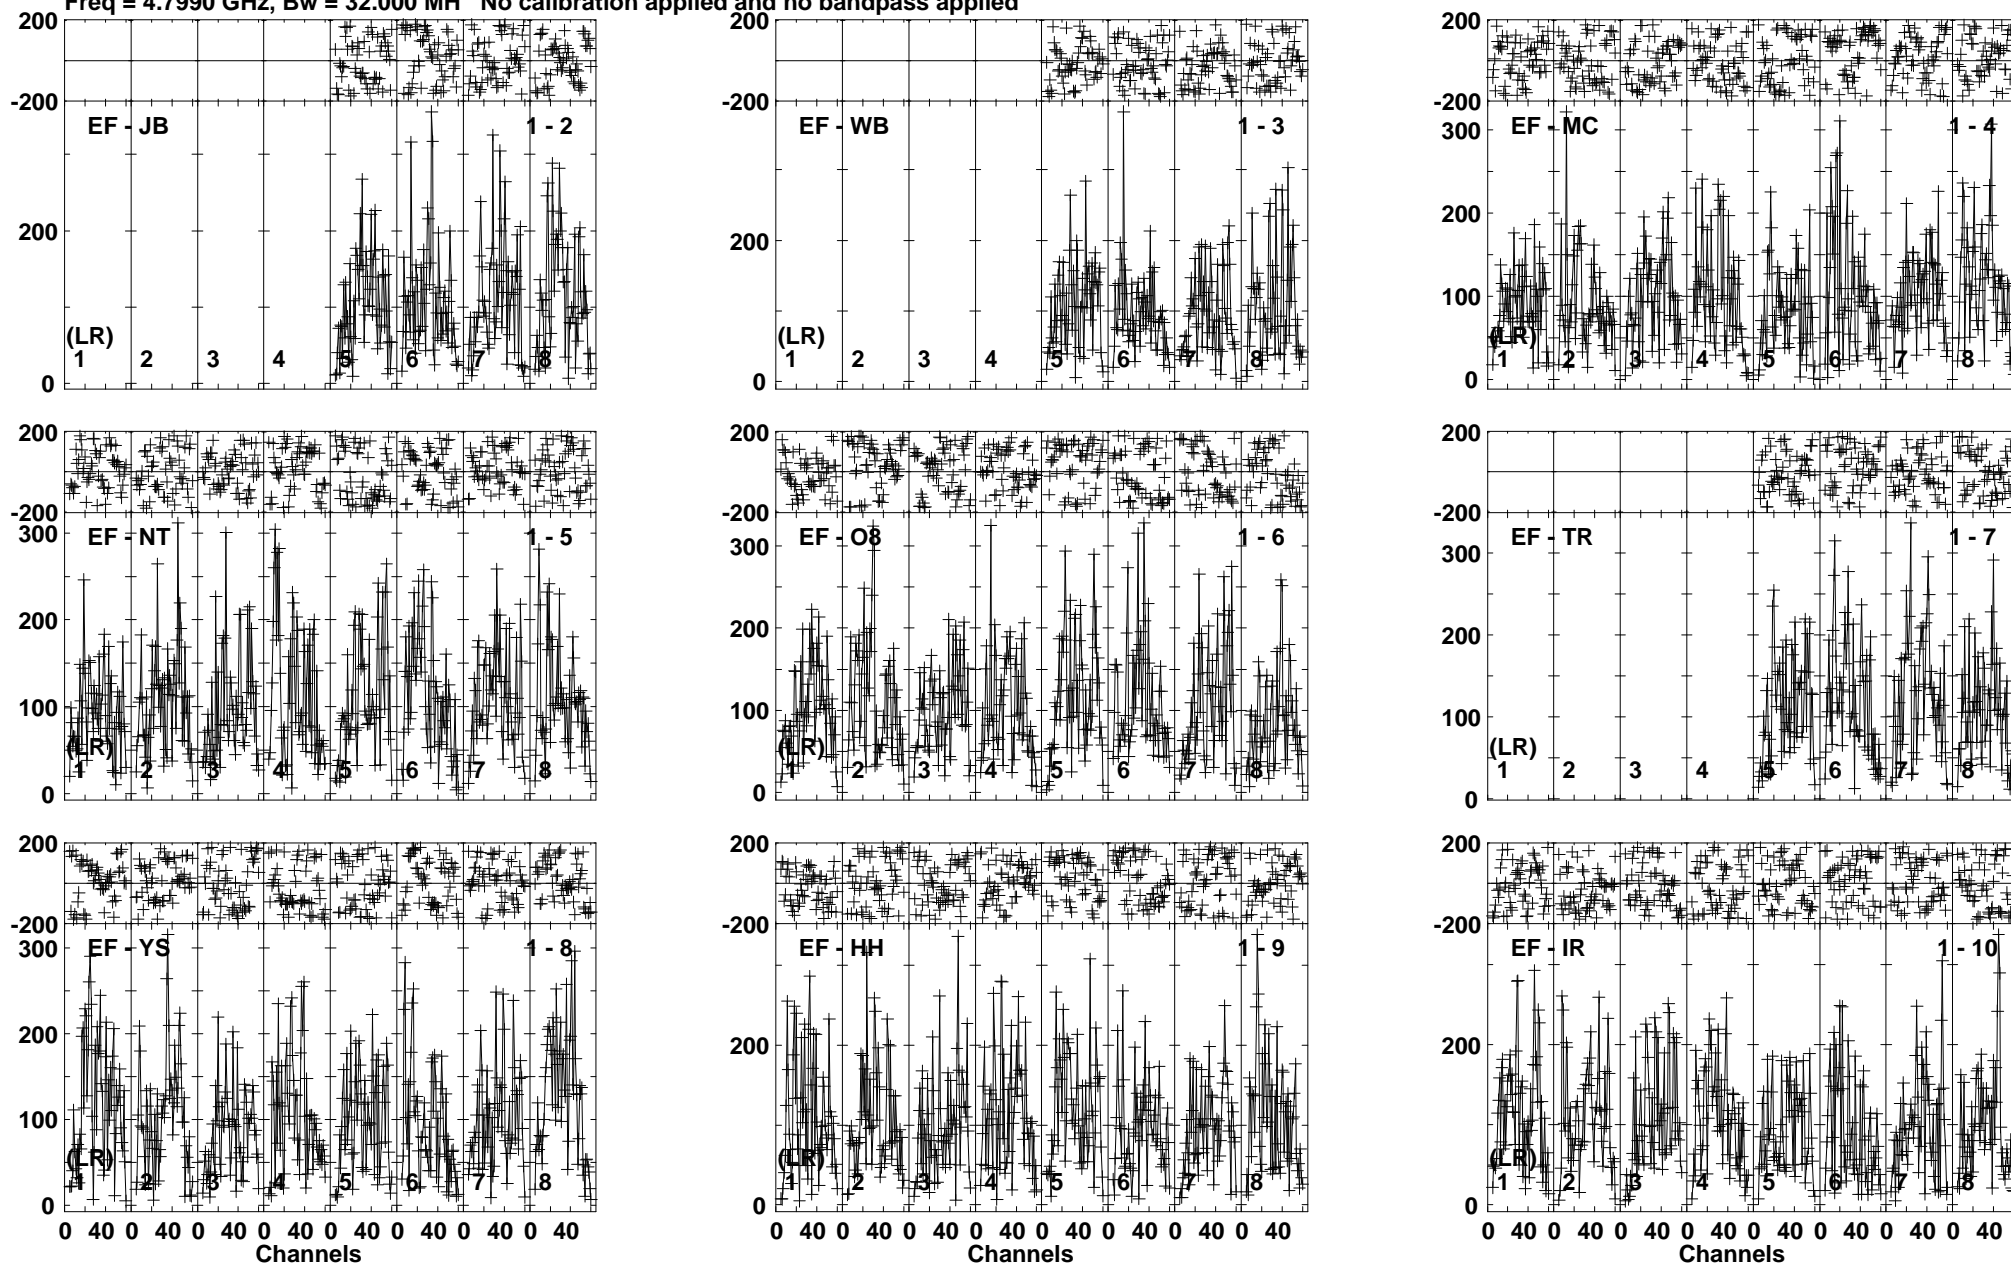 Freq = 4.7990 GHz, Bw = 32.000 MH No calibration applied and no bandpass applied
200 200 200
-200 -200 -200
EF - JB 1 - 2 EF - WB 1 - 3 EF - MC 1 - 4
300
200 200 200
100
(LR) (LR) (LR)
1 2 3 4 5 6 7 8 1 2 3 4 5 6 7 8 1 2 3 4 5 6 7 8
0 0 0
200 200 200
-200 -200 -200
EF - NT 1 - 5 EF - O8 1 - 6 EF - TR 1 - 7
300 300 300
200 200 200
100 100 100
(LR) (LR) (LR)
1 2 3 4 5 6 7 8 1 2 3 4 5 6 7 8 1 2 3 4 5 6 7 8
0 0 0
200 200 200
-200 -200 -200
EF - YS 1 - 8 EF - HH 1 - 9 EF - IR 1 - 10
300
200 200 200
100
(LR) (LR) (LR)
1 2 3 4 5 6 7 8 1 2 3 4 5 6 7 8 1 2 3 4 5 6 7 8
0 0 0
0 40 0 40 0 40 0 40 0 40 0 40 0 40 0 40 0 40 0 40 0 40 0 40 0 40 0 40 0 40 0 40 0 40 0 40 0 40 0 40 0 40 0 40 0 40 0 40
Channels Channels Channels